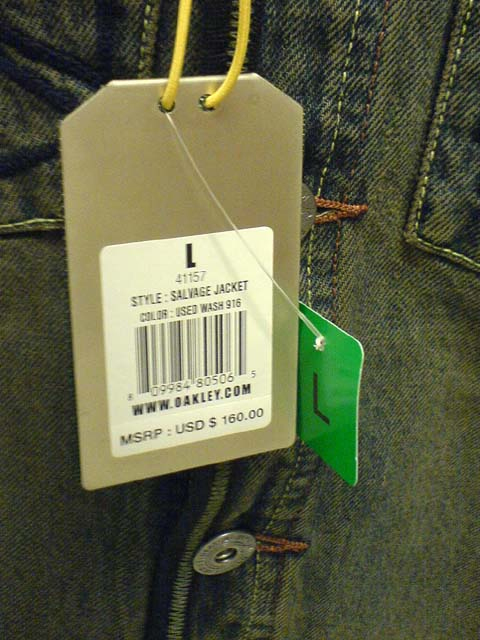 L
41157
STYLE : SALVAGE JACKET
COLOR : USED WASH 916
8 09984 80506 5
WWW.OAKLEY.COM
MSRP : USD $ 160.00
L